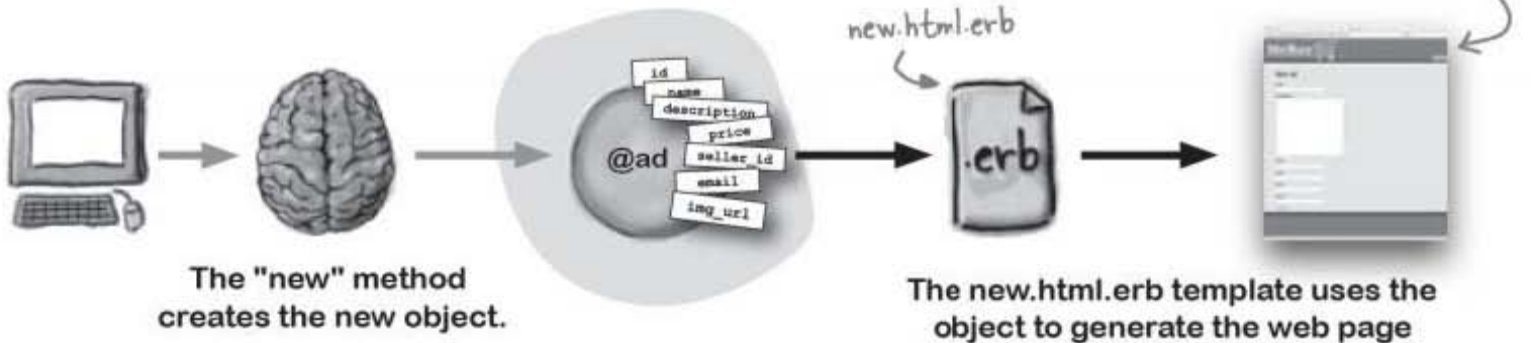 new.html.erb
id
name
description
price
@ad
seller_id
email
img_url
.erb
The "new" method
creates the new object.
The new.html.erb template uses the
object to generate the web page